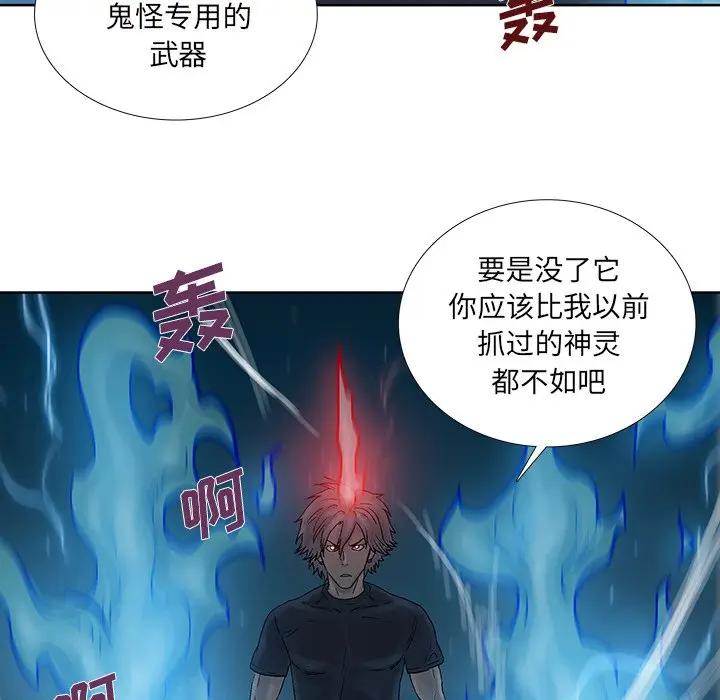 鬼怪专用的
武器
轰
要是没了它
你应该比我以前
抓过的神灵
都不如吧
轰
啊
啊